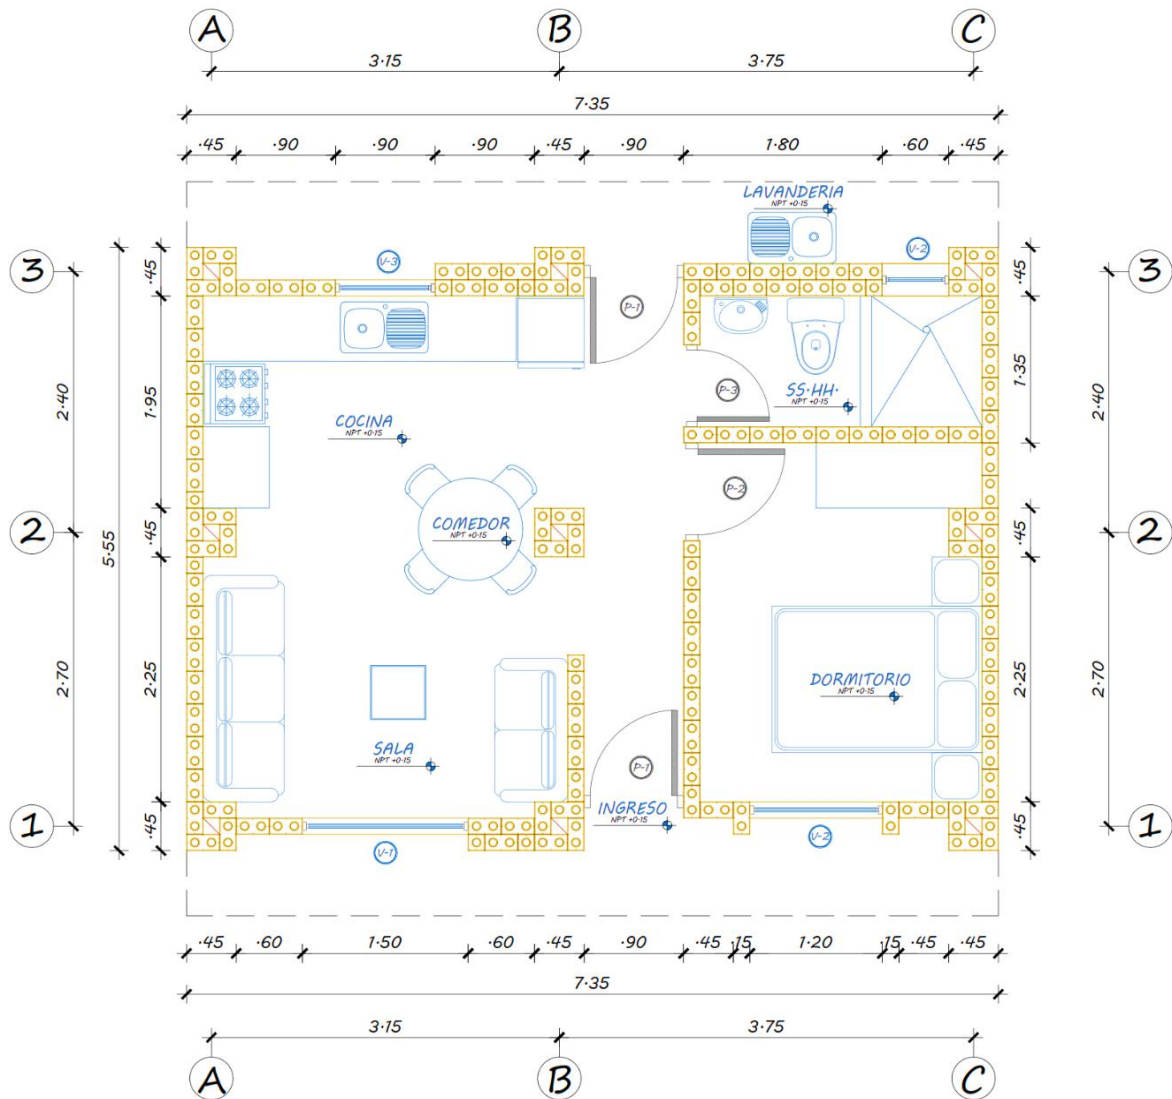 A B C
3·15 3·75
7·35
·45 ·90 ·90 ·90 ·45 ·90 1·80 ·60 ·45
LAVANDERIA
NPT +0·15
V-3 V-2
3 3
·45 ·45
P-1
P-3
SS·HH·
NPT +0·15
COCINA
NPT +0·15
2·40 1·95 1·35 2·40
P-2
COMEDOR
NPT +0·15
2 2
5·55 ·45 ·45
DORMITORIO
NPT +0·15
2·70 2·25 2·25 2·70
SALA
NPT +0·15
P-1
INGRESO
NPT +0·15
1 1
·45 ·45
V-1 V-2
·45 ·60 1·50 ·60 ·45 ·90 ·45 ·15 1·20 ·15 ·45 ·45
7·35
3·15 3·75
A B C